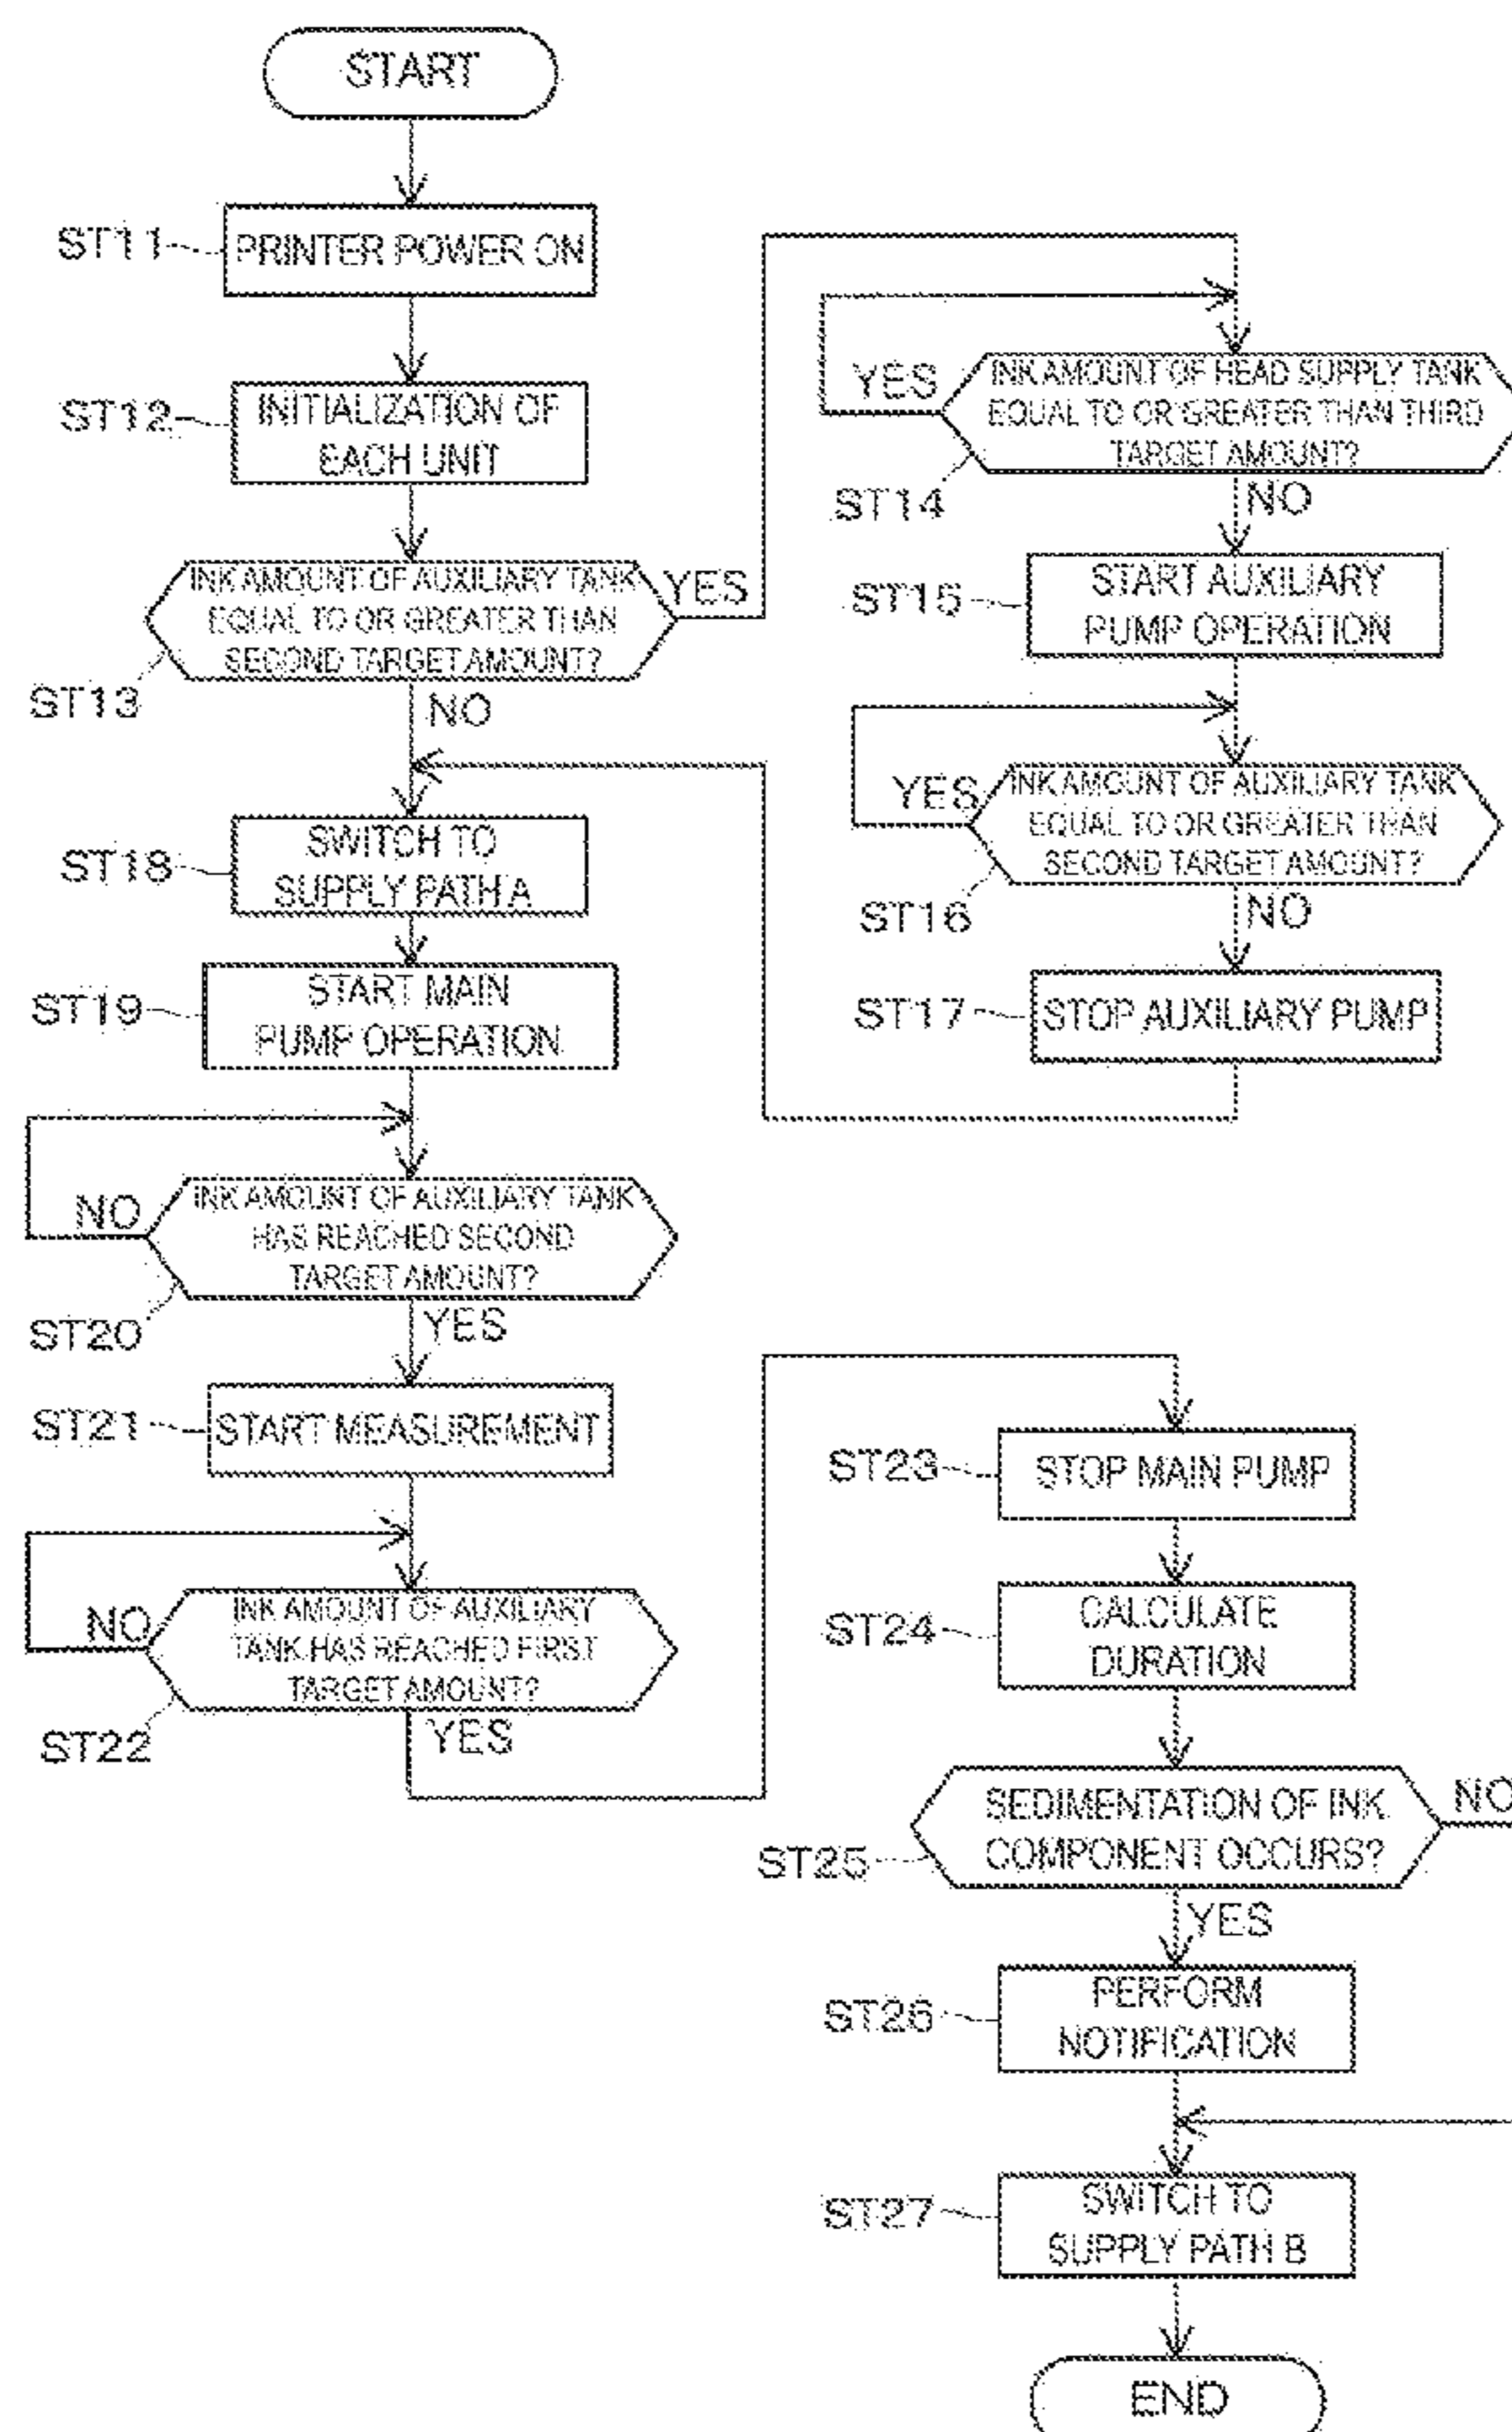 START
ST11
PRINTER POWER ON
ST12
INITIALIZATION OF
EACH UNIT
ST13
INK AMOUNT OF AUXILIARY TANK
EQUAL TO OR GREATER THAN
SECOND TARGET AMOUNT?
YES
NO
ST14
INK AMOUNT OF HEAD SUPPLY TANK
EQUAL TO OR GREATER THAN THIRD
TARGET AMOUNT?
YES
NO
ST15
START AUXILIARY
PUMP OPERATION
ST16
INK AMOUNT OF AUXILIARY TANK
EQUAL TO OR GREATER THAN
SECOND TARGET AMOUNT?
YES
NO
ST17
STOP AUXILIARY PUMP
ST18
SWITCH TO
SUPPLY PATH A
ST19
START MAIN
PUMP OPERATION
ST20
INK AMOUNT OF AUXILIARY TANK
HAS REACHED SECOND
TARGET AMOUNT?
NO
YES
ST21
START MEASUREMENT
ST22
INK AMOUNT OF AUXILIARY
TANK HAS REACHED FIRST
TARGET AMOUNT?
NO
YES
ST23
STOP MAIN PUMP
ST24
CALCULATE
DURATION
ST25
SEDIMENTATION OF INK
COMPONENT OCCURS?
NO
YES
ST26
PERFORM
NOTIFICATION
ST27
SWITCH TO
SUPPLY PATH B
END